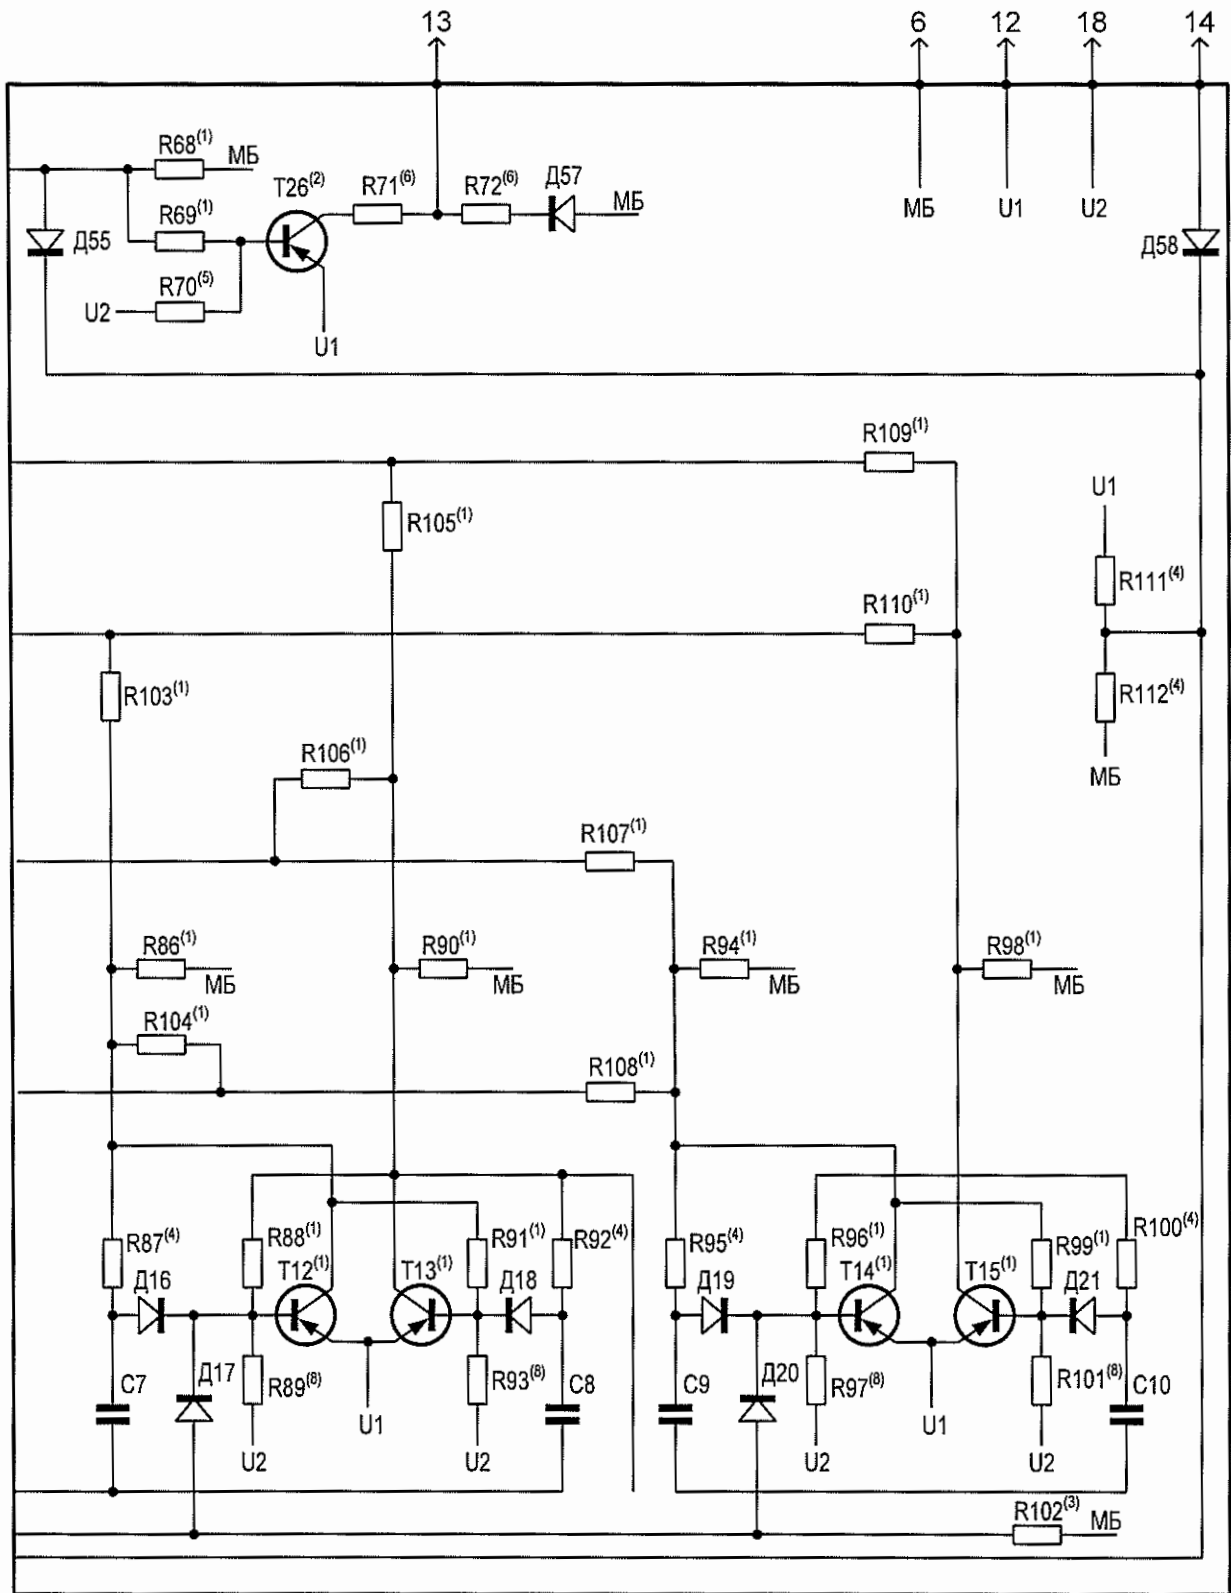 13 6 12 18 14
R68(1) МБ
T26(2) R71(6) R72(6) Д57 МБ
R69(1)
МБ U1 U2
Д55 Д58
R70(5)
U2
U1
R109(1)
U1
R105(1)
R111(4)
R110(1)
R103(1) R112(4)
R106(1)
МБ
R107(1)
R86(1) R90(1) R94(1) R98(1)
МБ МБ МБ МБ
R104(1)
R108(1)
R87(4) R88(1) R91(1) R92(4) R95(4) R96(1) R99(1) R100(4)
Д16 T12(1) T13(1) Д18 Д19 T14(1) T15(1) Д21
C7 Д17 R89(8) R93(8) C8 C9 Д20 R97(8) R101(8) C10
U1 U1
U2 U2 U2 U2
R102(3) МБ